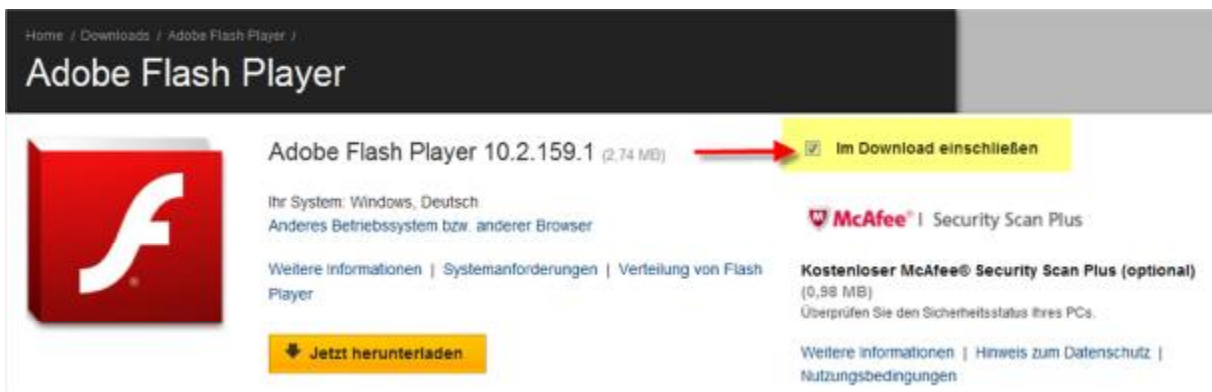 Home / Downloads / Adobe Flash Player /
Adobe Flash Player
Adobe Flash Player 10.2.159.1 (2,74 MB)
Ihr System: Windows, Deutsch
Anderes Betriebssystem bzw. anderer Browser
Weitere Informationen | Systemanforderungen | Verteilung von Flash
Player
Jetzt herunterladen
Im Download einschließen
McAfee® | Security Scan Plus
Kostenloser McAfee® Security Scan Plus (optional)
(0,98 MB)
Überprüfen Sie den Sicherheitsstatus Ihres PCs.
Weitere Informationen | Hinweis zum Datenschutz |
Nutzungsbedingungen